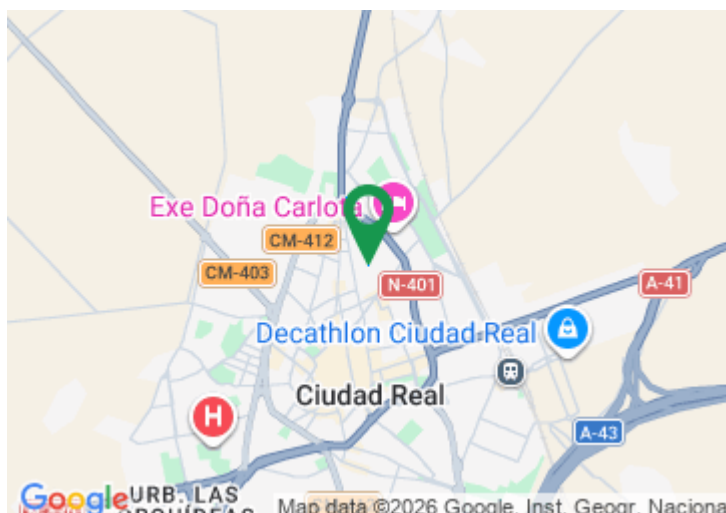 Exe Doña Carlota
CM-412
CM-403
N-401
A-41
Decathlon Ciudad Real
Ciudad Real
H
A-43
Google
URB. LAS
Map data ©2026 Google, Inst. Geogr. Naciona